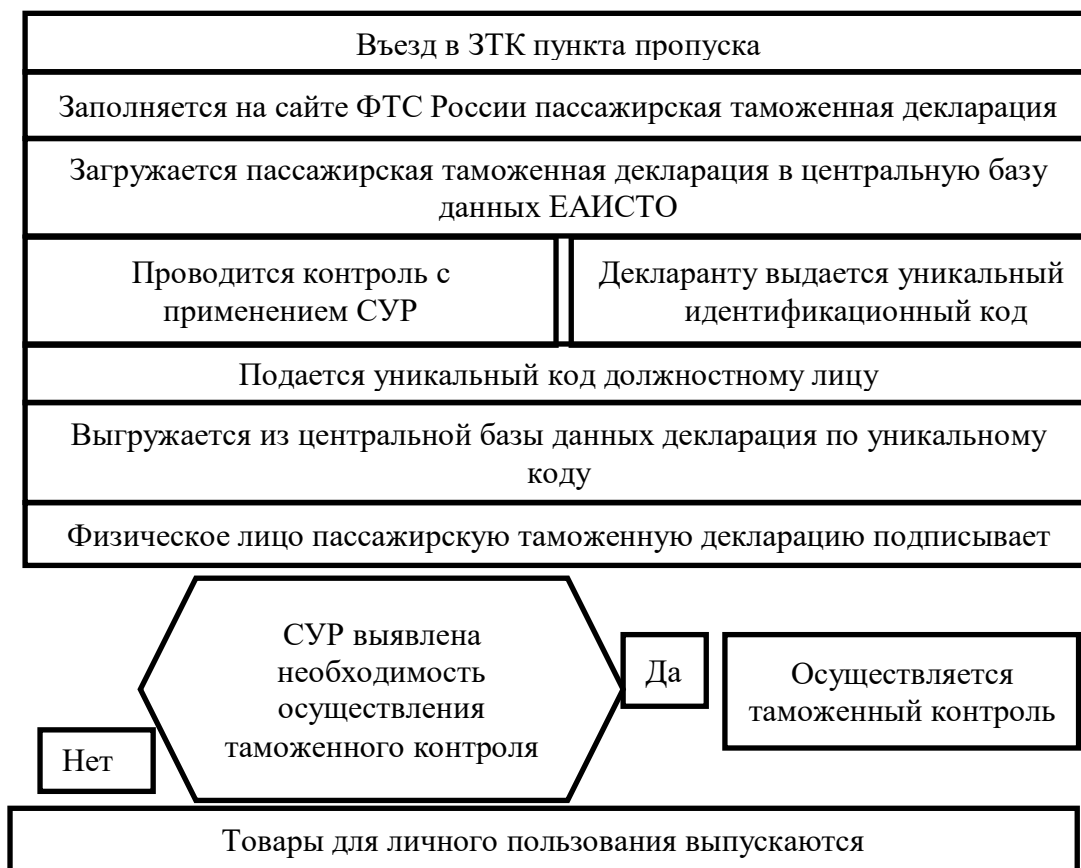 Въезд в ЗТК пункта пропуска
Заполняется на сайте ФТС России пассажирская таможенная декларация
Загружается пассажирская таможенная декларация в центральную базу
данных ЕАИСТО
Проводится контроль с
применением СУР
Декларанту выдается уникальный
идентификационный код
Подается уникальный код должностному лицу
Выгружается из центральной базы данных декларация по уникальному
коду
Физическое лицо пассажирскую таможенную декларацию подписывает
СУР выявлена
необходимость
осуществления
таможенного контроля
Да
Осуществляется
таможенный контроль
Нет
Товары для личного пользования выпускаются